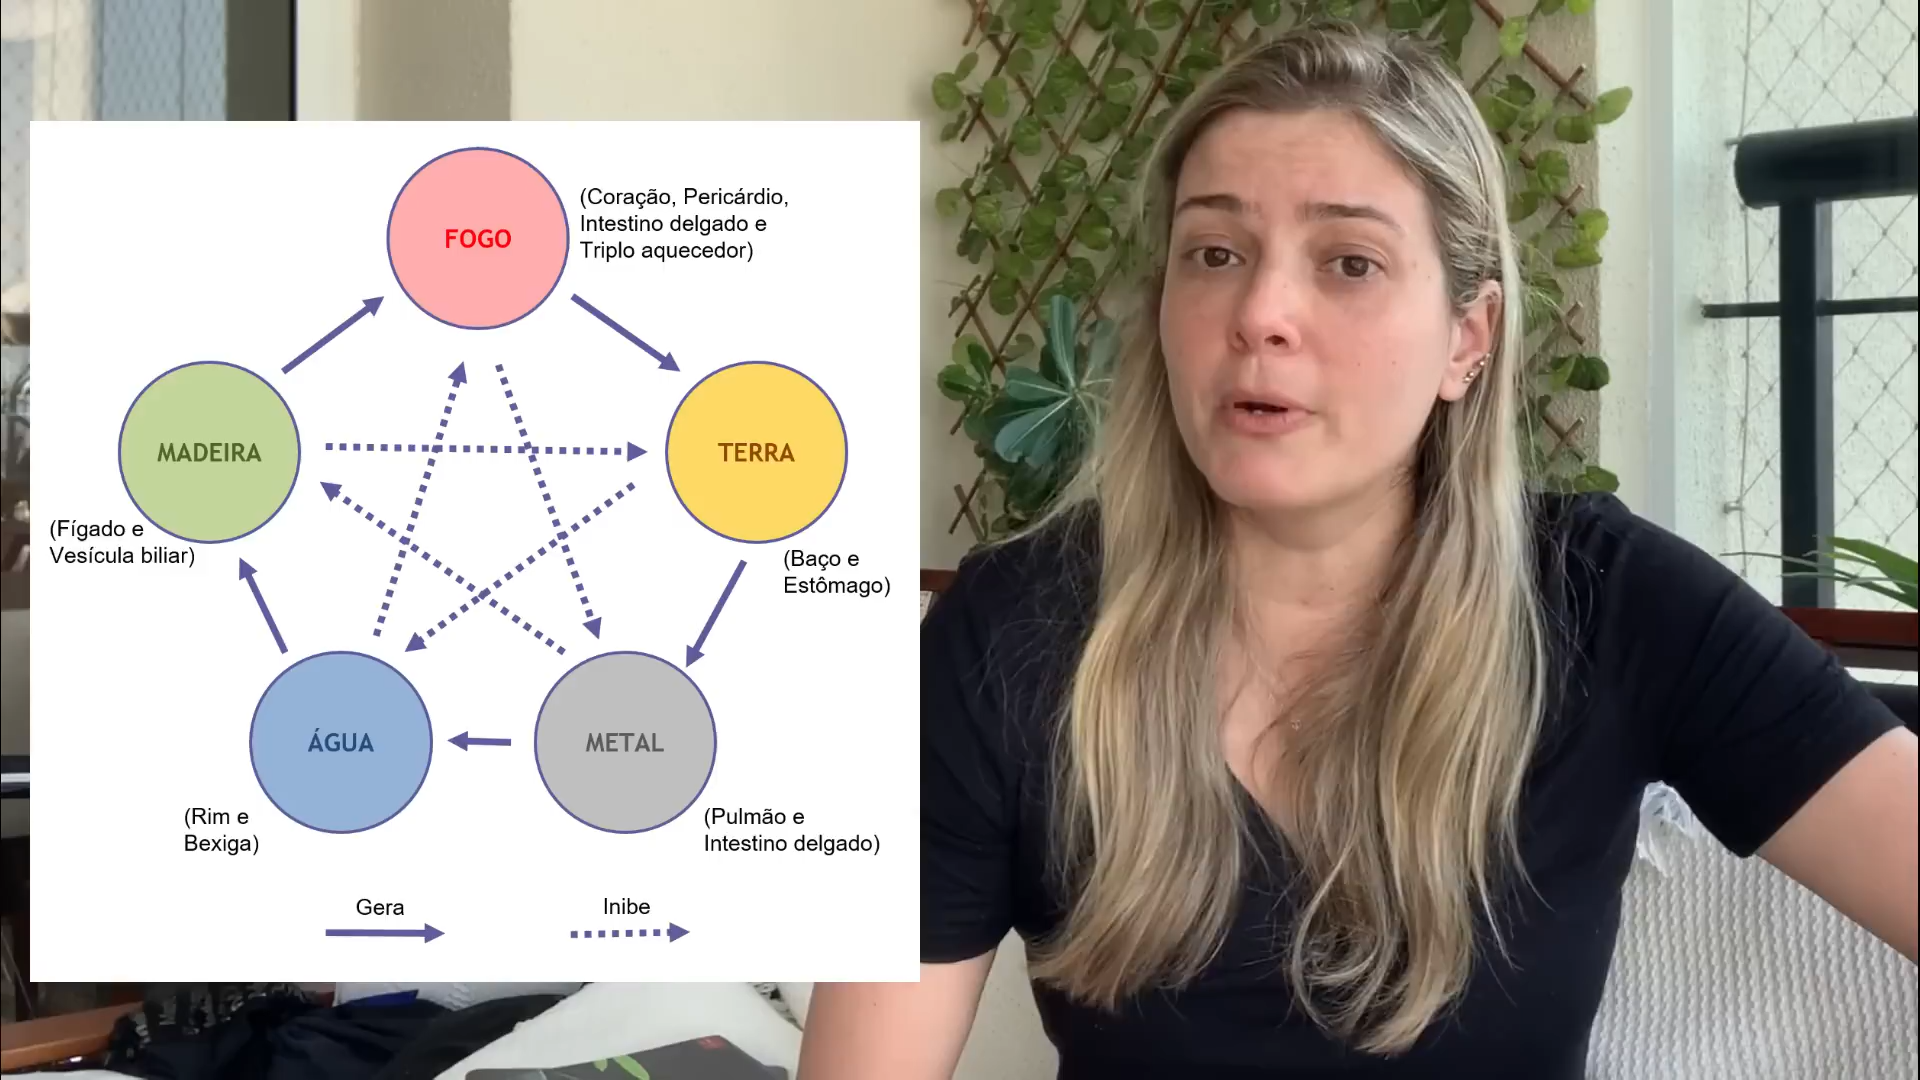 FOGO
(Coração, Pericárdio,
Intestino delgado e
Triplo aquecedor)
MADEIRA
TERRA
(Fígado e
Vesícula biliar)
(Baço e
Estômago)
ÁGUA
METAL
(Rim e
Bexiga)
(Pulmão e
Intestino delgado)
Gera
Inibe